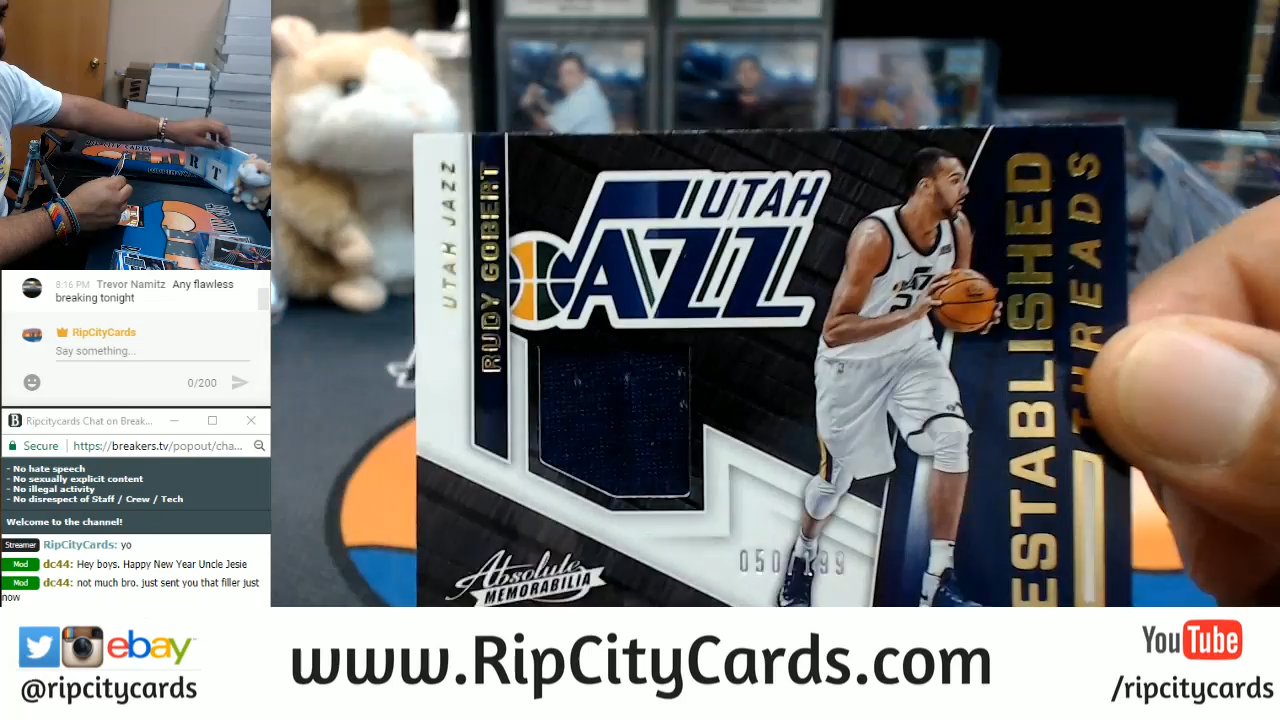 8:16 PM Trevor Namitz Any flawless
breaking tonight
RipCityCards
Say something...
0/200
Ripcitycards Chat on Break...
Secure https://breakers.tv/popout/cha...
- No hate speech
- No sexually explicit content
- No illegal activity
- No disrespect of Staff / Crew / Tech
Welcome to the channel!
Streamer RipCityCards: yo
Mod dc44: Hey boys. Happy New Year Uncle Jesie
Mod dc44: not much bro. just sent you that filler just
now
UTAH JAZZ
RUDY GOBERT
UTAH
JAZZ
ESTABLISHED
THREADS
050/199
Absolute
MEMORABILIA
ebay
@ripcitycards
www.RipCityCards.com
YouTube
/ripcitycards